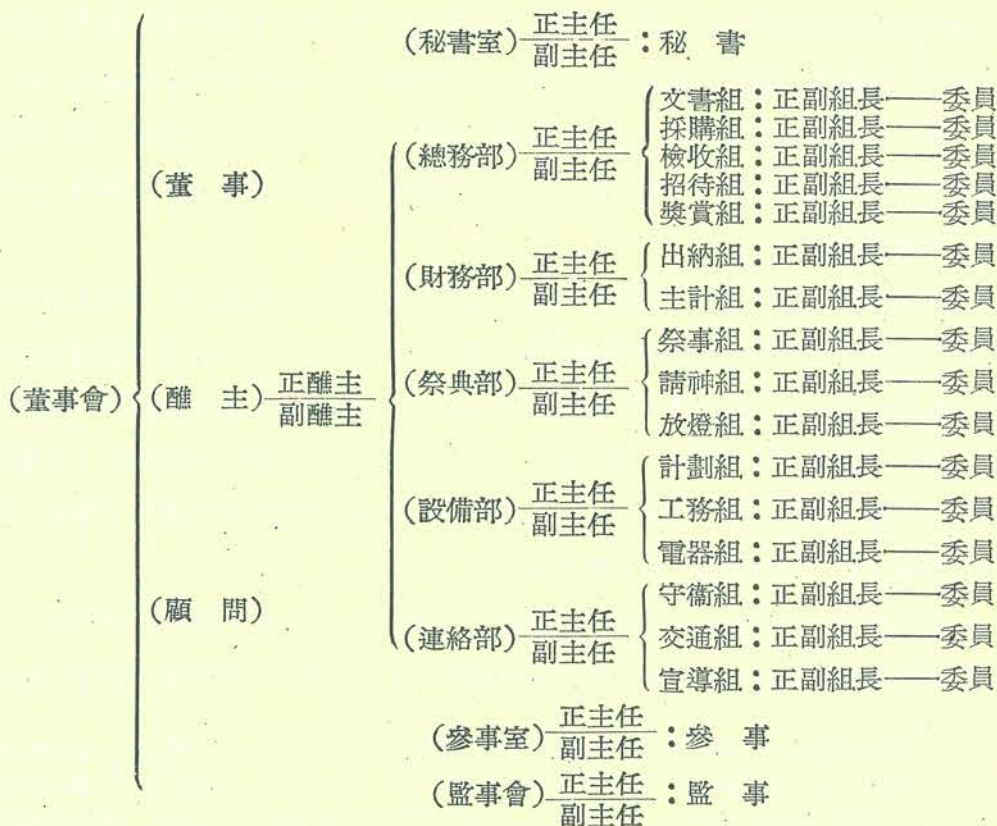 (秘書室)正主任
副主任:秘 書
(董 事)
(總務部)正主任
副主任
文書組:正副組長——委員
採購組:正副組長——委員
檢收組:正副組長——委員
招待組:正副組長——委員
獎賞組:正副組長——委員
(財務部)正主任
副主任
出納組:正副組長——委員
主計組:正副組長——委員
(董事會)
(醮 主)正醮主
副醮主
(祭典部)正主任
副主任
祭事組:正副組長——委員
請神組:正副組長——委員
放燈組:正副組長——委員
(設備部)正主任
副主任
計劃組:正副組長——委員
工務組:正副組長——委員
電器組:正副組長——委員
(顧 問)
(連絡部)正主任
副主任
守衞組:正副組長——委員
交通組:正副組長——委員
宣導組:正副組長——委員
(參事室)正主任
副主任:參 事
(監事會)正主任
副主任:監 事